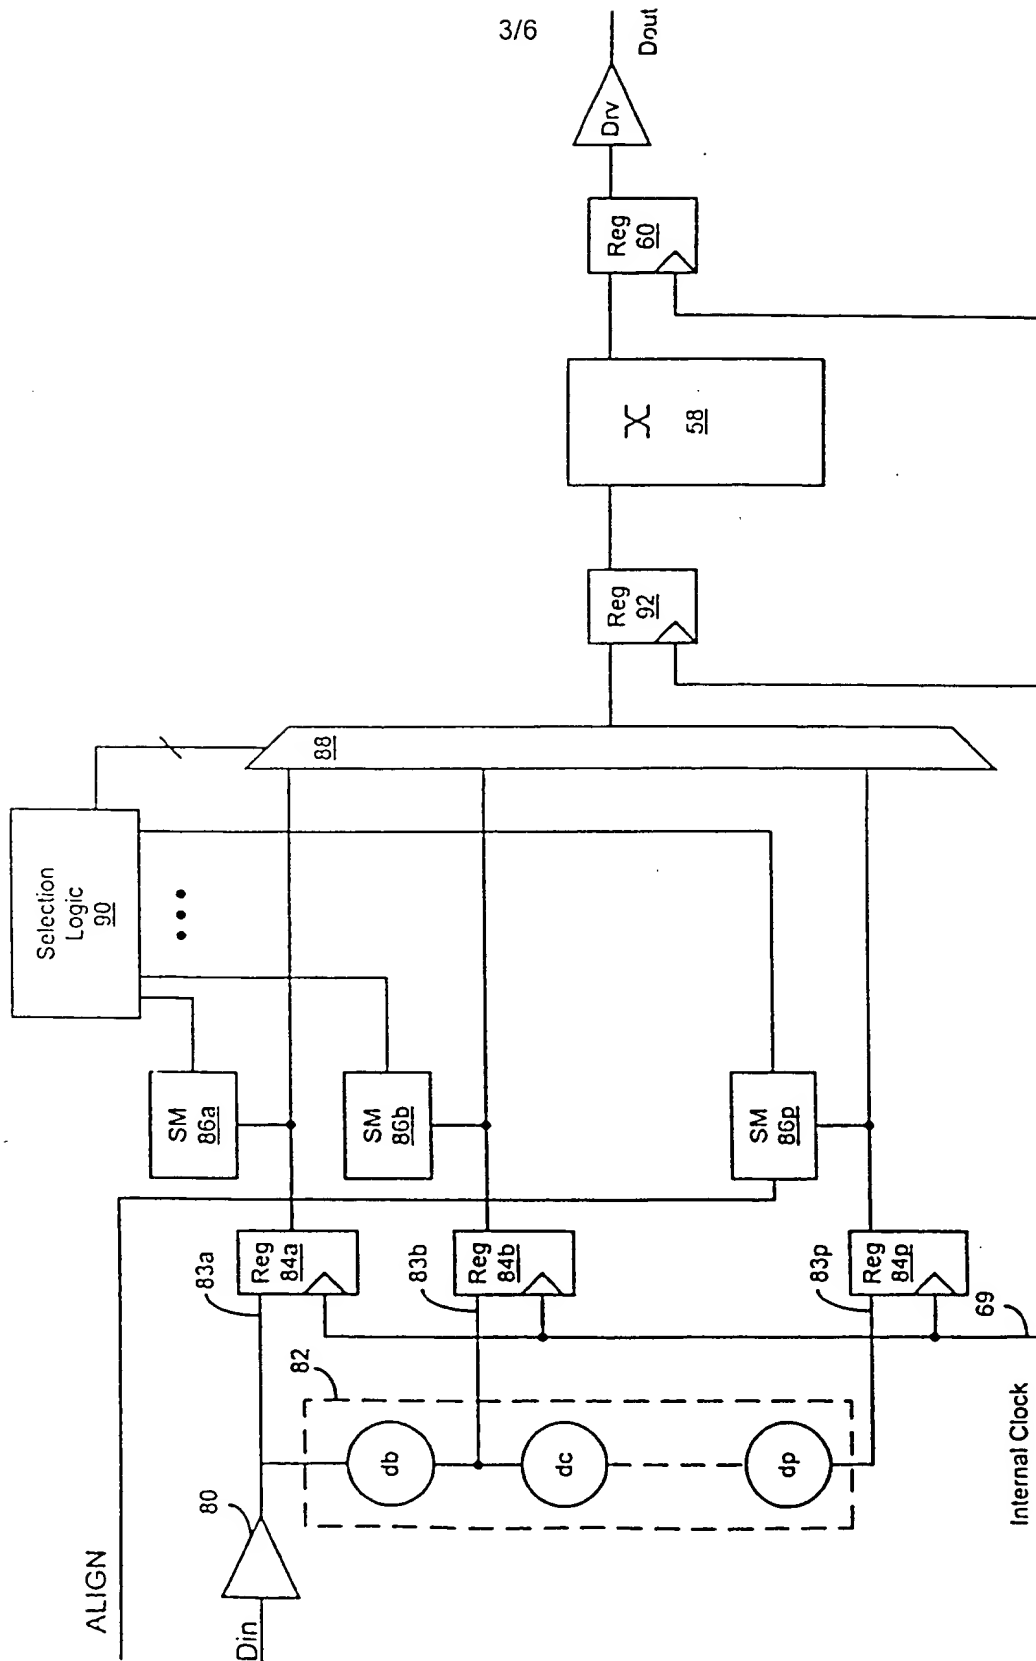 3/6
ALIGN
Din
80
82
db
dc
dp
83a
83b
83p
Reg
84a
Reg
84b
Reg
84p
69
Internal Clock
SM
86a
SM
86b
SM
86p
Selection
Logic
90
88
Reg
92
58
Reg
60
Drv
Dout